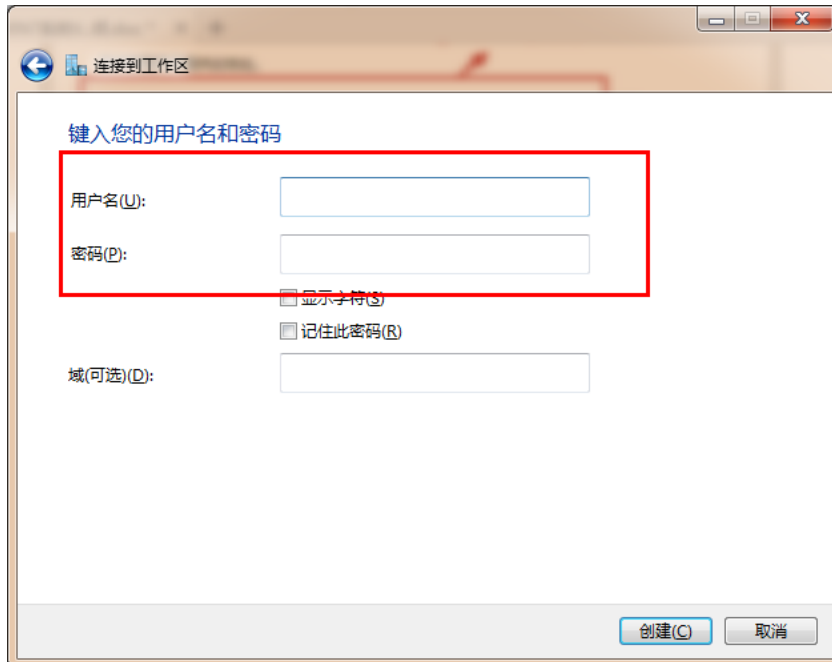 连接到工作区
键入您的用户名和密码
用户名(U):
密码(P):
显示字符(S)
记住此密码(R)
域(可选)(D):
创建(C) 取消